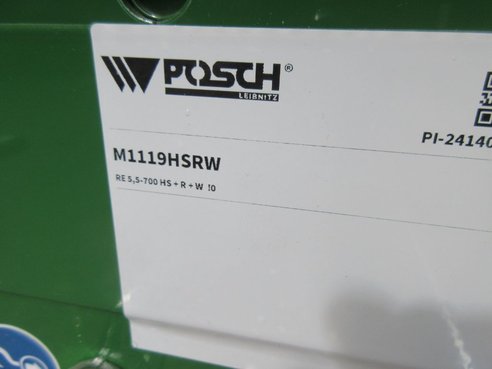 POSCH®
LEIBNITZ
PI-24140
M1119HSRW
RE 5,5-700 HS + R + W !0